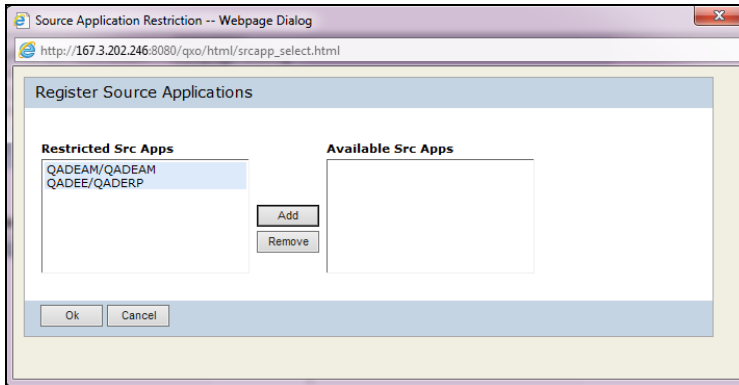 Source Application Restriction -- Webpage Dialog
http://167.3.202.246:8080/qxo/html/srcapp_select.html
Register Source Applications
Restricted Src Apps
Available Src Apps
QADEAM/QADEAM
QADEE/QADERP
Add
Remove
Ok
Cancel